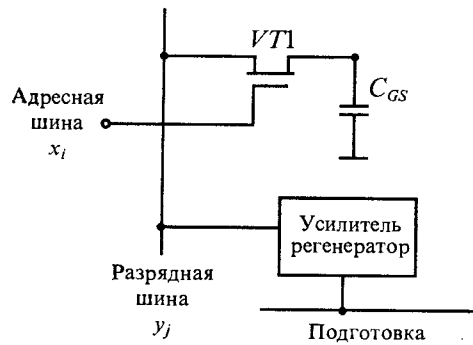 VT1
C_GS
Адресная
шина
x_i
Усилитель
регенератор
Разрядная
шина
y_j
Подготовка